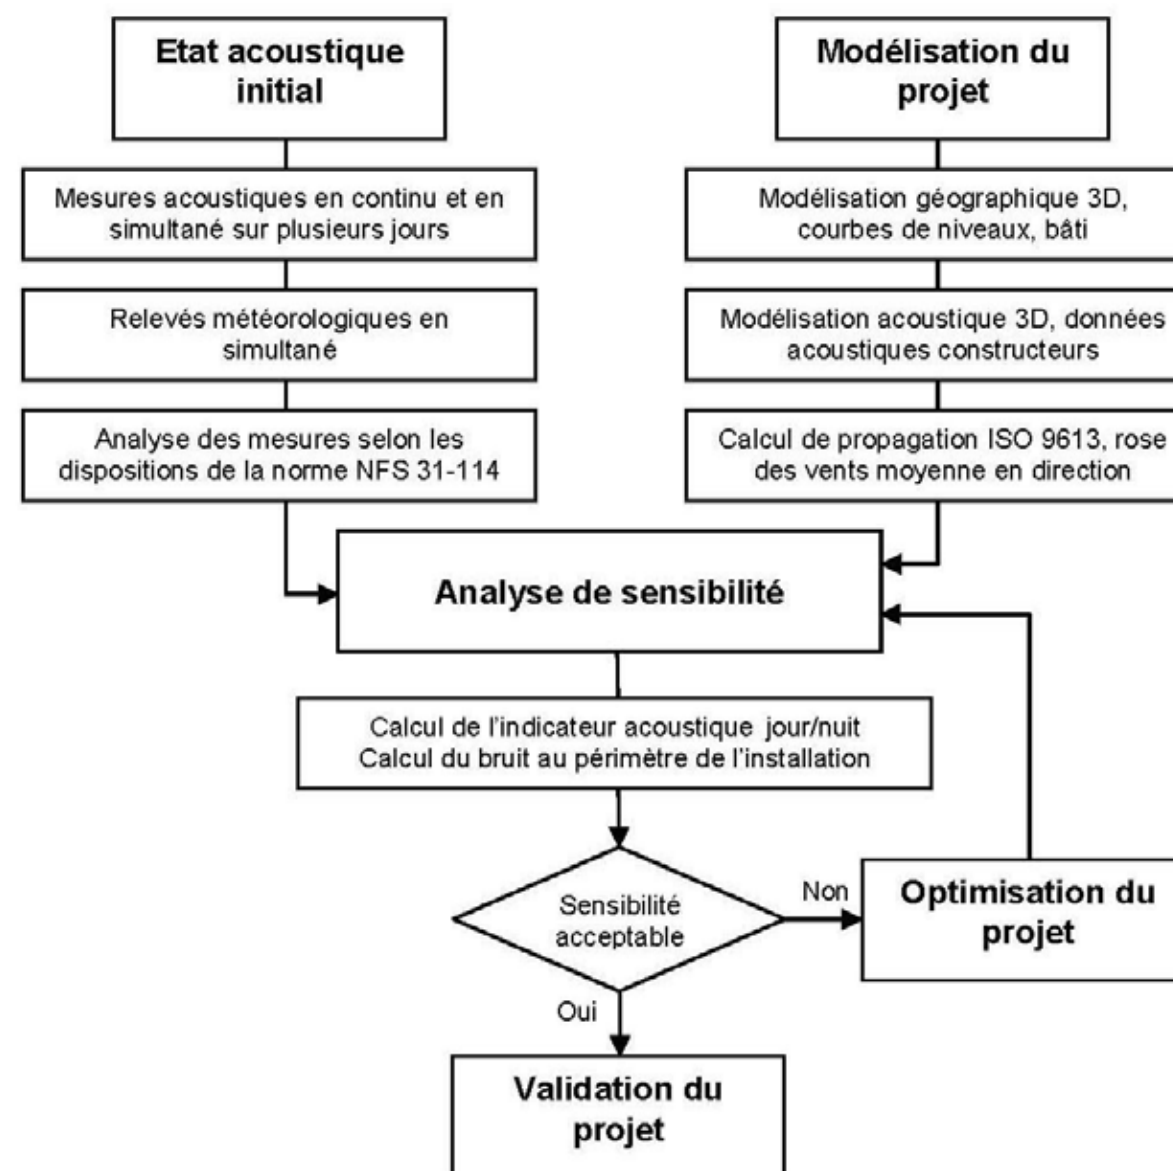 Etat acoustique
initial
Mesures acoustiques en continu et en
simultané sur plusieurs jours
Relevés météorologiques en
simultané
Analyse des mesures selon les
dispositions de la norme NFS 31-114
Modélisation du
projet
Modélisation géographique 3D,
courbes de niveaux, bâti
Modélisation acoustique 3D, données
acoustiques constructeurs
Calcul de propagation ISO 9613, rose
des vents moyenne en direction
Analyse de sensibilité
Calcul de l'indicateur acoustique jour/nuit
Calcul du bruit au périmètre de l'installation
Sensibilité
acceptable
Non
Optimisation du
projet
Oui
Validation du
projet